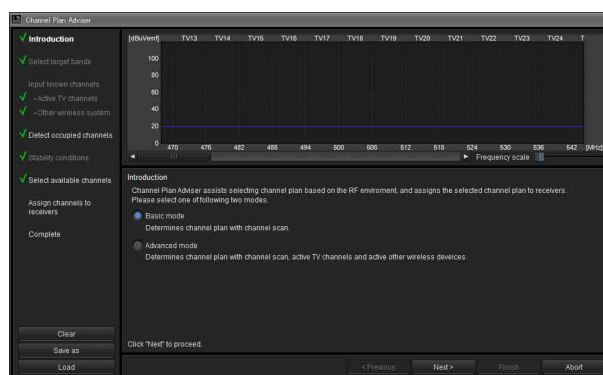 Channel Plan Adviser
Introduction
Select target bands
Input known channels
- Active TV channels
- Other wireless system
Detect occupied channels
Stability conditions
Select available channels
Assign channels to
receivers
Complete
Clear
Save as
Load
[dBuVemf] TV13 TV14 TV15 TV16 TV17 TV18 TV19 TV20 TV21 TV22 TV23 TV24 T
100
80
60
40
20
0
470 476 482 488 494 500 506 512 518 524 530 536 542 [MHz]
Frequency scale
Introduction
Channel Plan Adviser assists selecting channel plan based on the RF enviroment, and assigns the selected channel plan to receivers.
Please select one of following two modes.
Basic mode
Determines channel plan with channel scan.
Advanced mode
Determines channel plan with channel scan, active TV channels and active other wireless deveices.
Click "Next" to proceed.
< Previous Next > Finish Abort